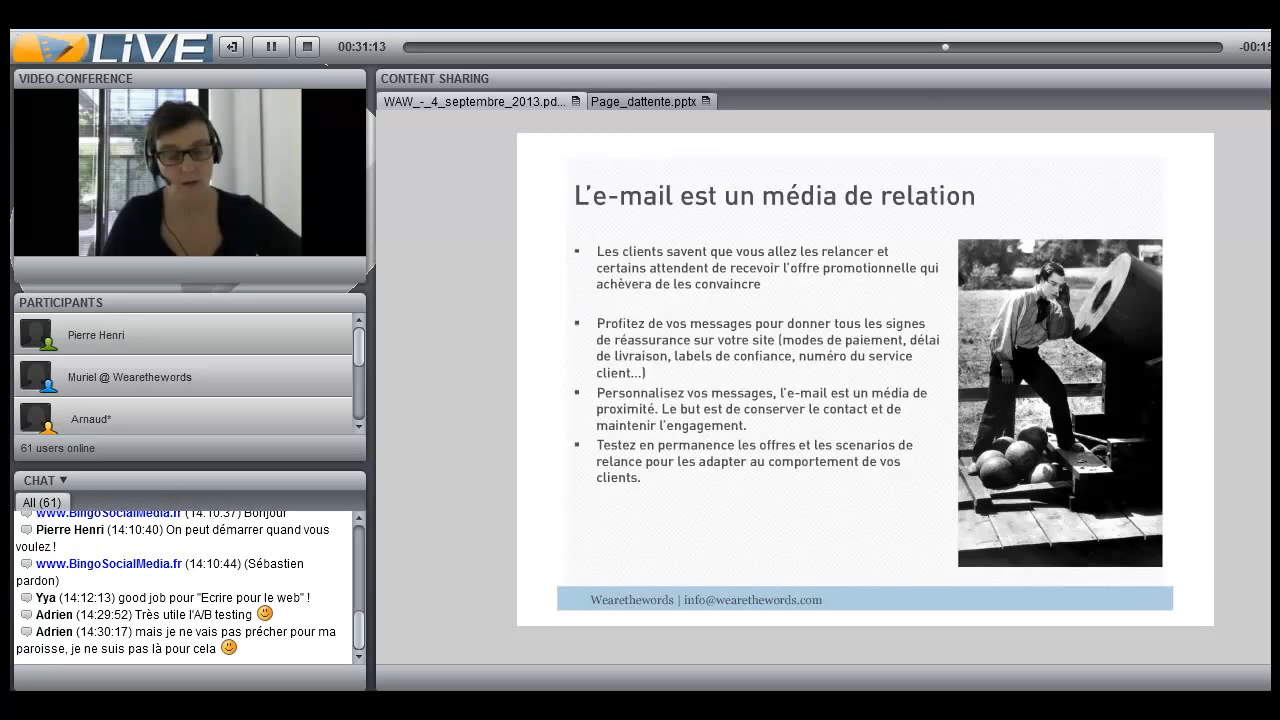 LiVE
00:31:13
-00:15
VIDEO CONFERENCE
PARTICIPANTS
Pierre Henri
Muriel @ Wearethewords
Arnaud*
61 users online
CHAT
All (61)
www.BingoSocialMedia.fr (14:10:37) Bonjour
Pierre Henri (14:10:40) On peut démarrer quand vous
voulez !
www.BingoSocialMedia.fr (14:10:44) (Sébastien
pardon)
Yya (14:12:13) good job pour "Ecrire pour le web" !
Adrien (14:29:52) Très utile l'A/B testing
Adrien (14:30:17) mais je ne vais pas précher pour ma
paroisse, je ne suis pas là pour cela
CONTENT SHARING
WAW_-_4_septembre_2013.pd...
Page_dattente.pptx
L'e-mail est un média de relation
▪ Les clients savent que vous allez les relancer et
certains attendent de recevoir l'offre promotionnelle qui
achèvera de les convaincre
▪ Profitez de vos messages pour donner tous les signes
de réassurance sur votre site (modes de paiement, délai
de livraison, labels de confiance, numéro du service
client...)
▪ Personnalisez vos messages, l'e-mail est un média de
proximité. Le but est de conserver le contact et de
maintenir l'engagement.
▪ Testez en permanence les offres et les scenarios de
relance pour les adapter au comportement de vos
clients.
Wearethewords | info@wearethewords.com